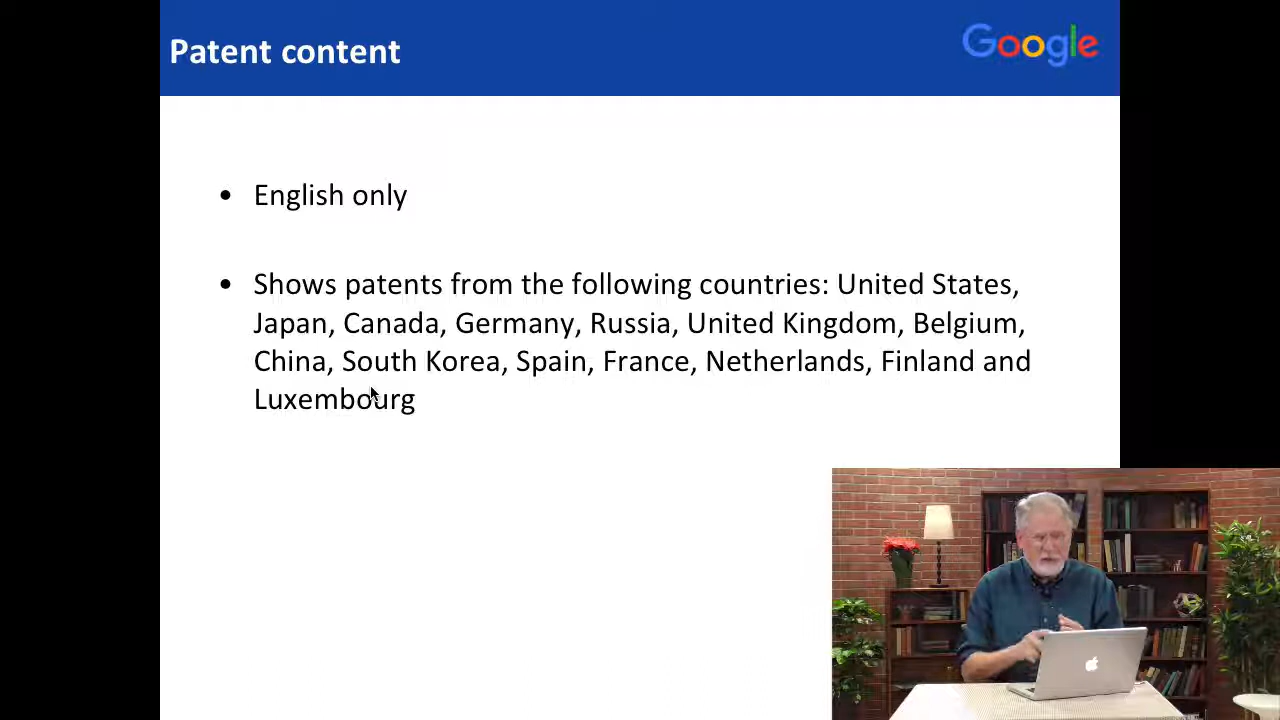 Patent content
Google
• English only
• Shows patents from the following countries: United States,
Japan, Canada, Germany, Russia, United Kingdom, Belgium,
China, South Korea, Spain, France, Netherlands, Finland and
Luxembourg